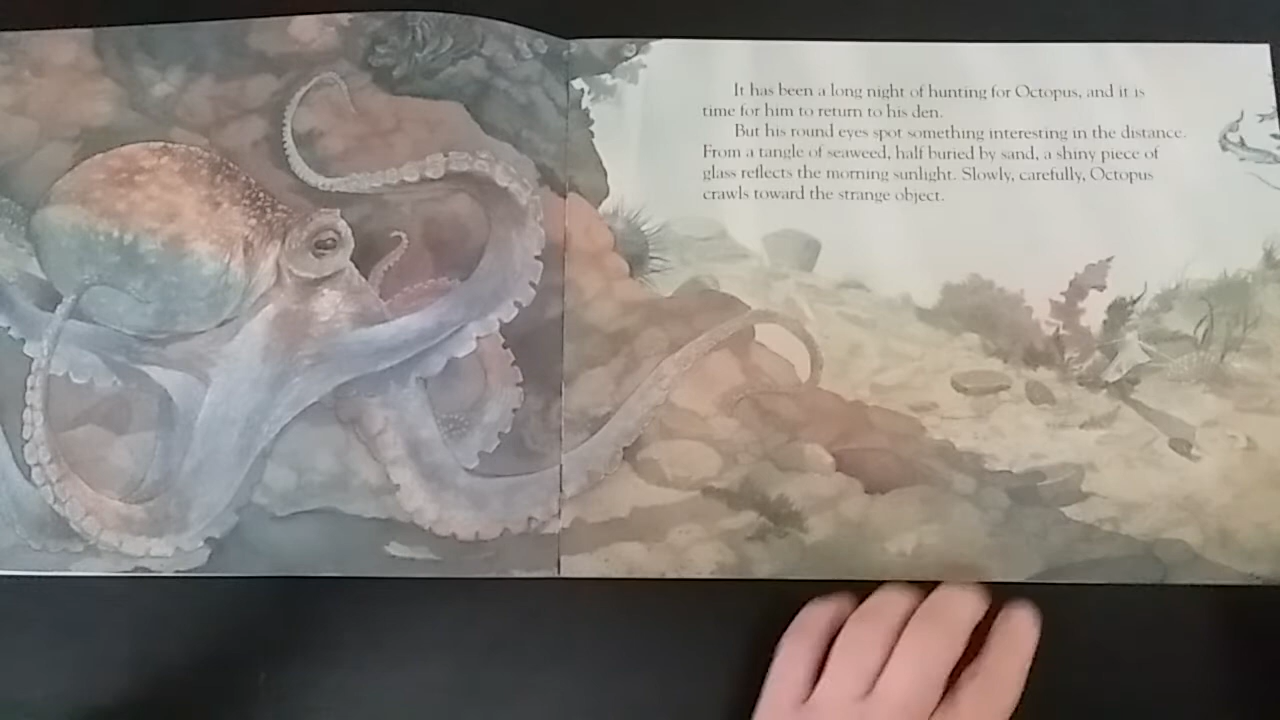 It has been a long night of hunting for Octopus, and it is
time for him to return to his den.
But his round eyes spot something interesting in the distance.
From a tangle of seaweed, half buried by sand, a shiny piece of
glass reflects the morning sunlight. Slowly, carefully, Octopus
crawls toward the strange object.